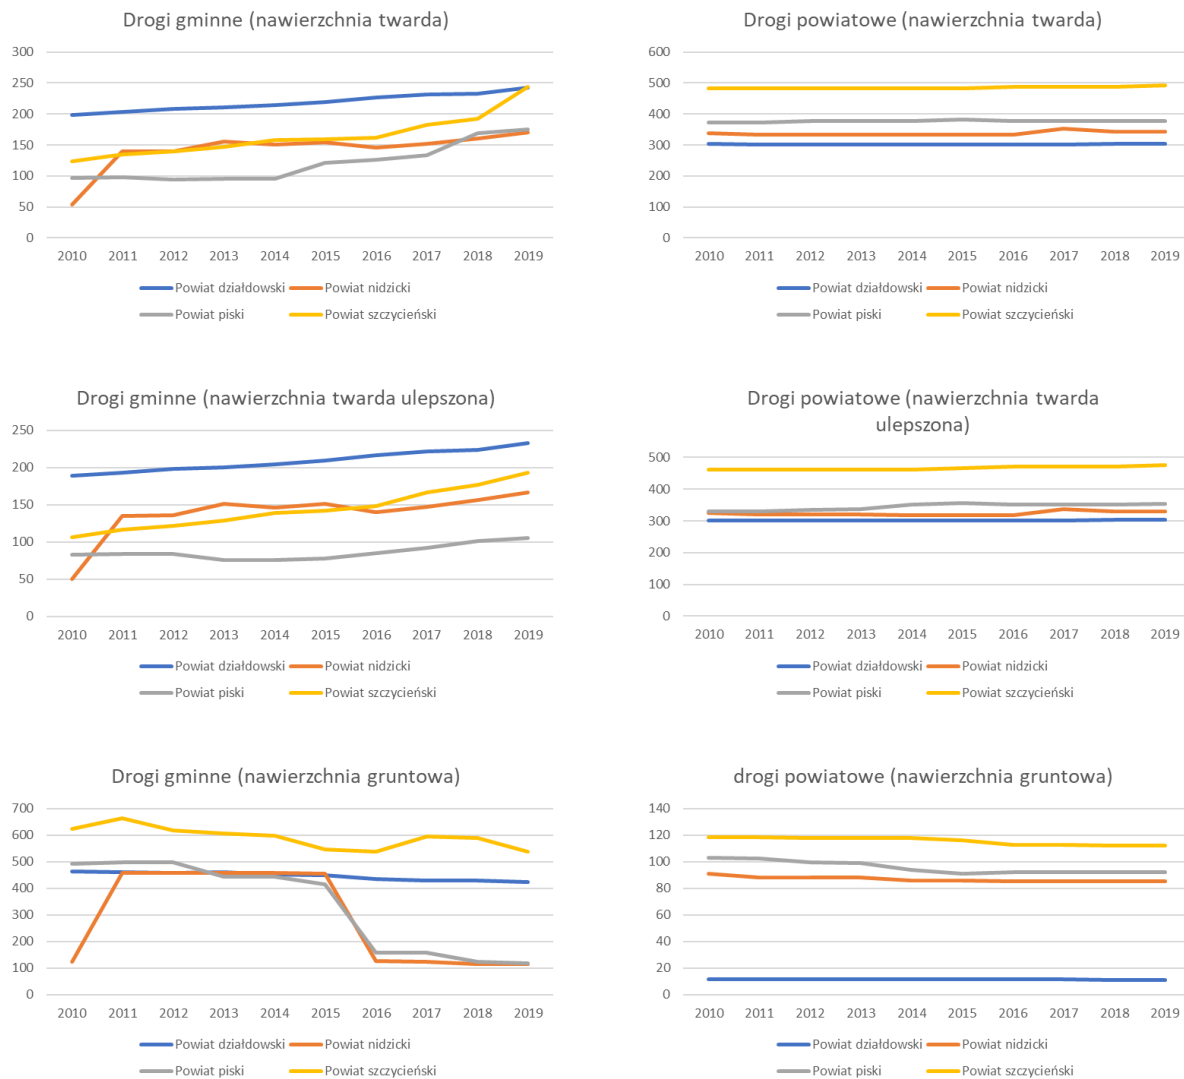 Drogi gminne (nawierzchnia twarda)
300
250
200
150
100
50
0
2010 2011 2012 2013 2014 2015 2016 2017 2018 2019
Powiat działdowski Powiat nidzicki
Powiat piski Powiat szczycieński
Drogi powiatowe (nawierzchnia twarda)
600
500
400
300
200
100
0
2010 2011 2012 2013 2014 2015 2016 2017 2018 2019
Powiat działdowski Powiat nidzicki
Powiat piski Powiat szczycieński
Drogi gminne (nawierzchnia twarda ulepszona)
250
200
150
100
50
0
2010 2011 2012 2013 2014 2015 2016 2017 2018 2019
Powiat działdowski Powiat nidzicki
Powiat piski Powiat szczycieński
Drogi powiatowe (nawierzchnia twarda
ulepszona)
500
400
300
200
100
0
2010 2011 2012 2013 2014 2015 2016 2017 2018 2019
Powiat działdowski Powiat nidzicki
Powiat piski Powiat szczycieński
Drogi gminne (nawierzchnia gruntowa)
700
600
500
400
300
200
100
0
2010 2011 2012 2013 2014 2015 2016 2017 2018 2019
Powiat działdowski Powiat nidzicki
Powiat piski Powiat szczycieński
drogi powiatowe (nawierzchnia gruntowa)
140
120
100
80
60
40
20
0
2010 2011 2012 2013 2014 2015 2016 2017 2018 2019
Powiat działdowski Powiat nidzicki
Powiat piski Powiat szczycieński